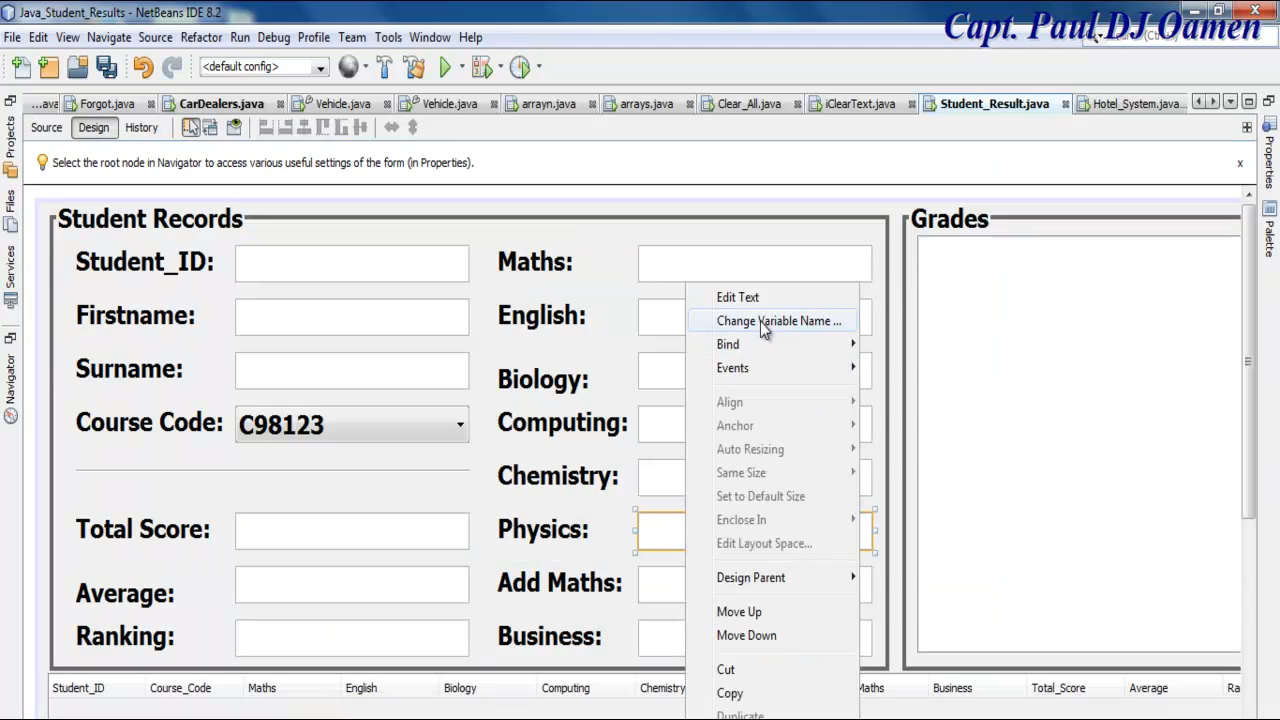 Java_Student_Results - NetBeans IDE 8.2
Capt. Paul DJ Oamen
File Edit View Navigate Source Refactor Run Debug Profile Team Tools Window Help
<default config>
...ava Forgot.java CarDealers.java Vehicle.java Vehicle.java arrayn.java arrays.java Clear_All.java iClearText.java Student_Result.java Hotel_System.java...
Source Design History
Select the root node in Navigator to access various useful settings of the form (in Properties). x
Projects
Files
Services
Navigator
Properties
Palette
Student Records
Grades
Student_ID:
Maths:
Firstname:
English:
Surname:
Biology:
Course Code: C98123
Computing:
Chemistry:
Total Score:
Physics:
Average:
Add Maths:
Ranking:
Business:
Edit Text
Change Variable Name ...
Bind
Events
Align
Anchor
Auto Resizing
Same Size
Set to Default Size
Enclose In
Edit Layout Space...
Design Parent
Move Up
Move Down
Cut
Copy
Duplicate
Student_ID Course_Code Maths English Biology Computing Chemistry Maths Business Total_Score Average Ra